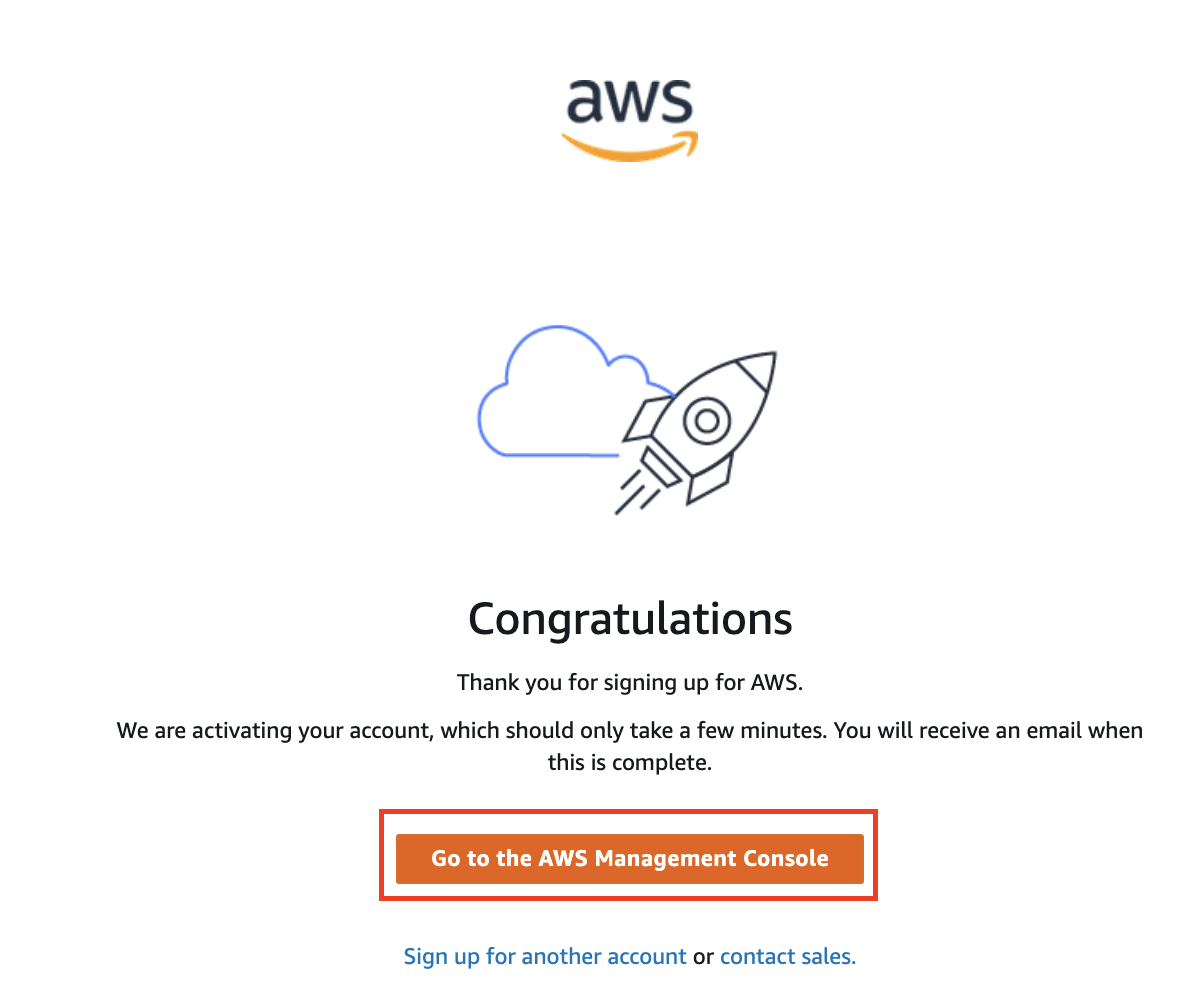 aws
Congratulations
Thank you for signing up for AWS.
We are activating your account, which should only take a few minutes. You will receive an email when
this is complete.
Go to the AWS Management Console
Sign up for another account or contact sales.